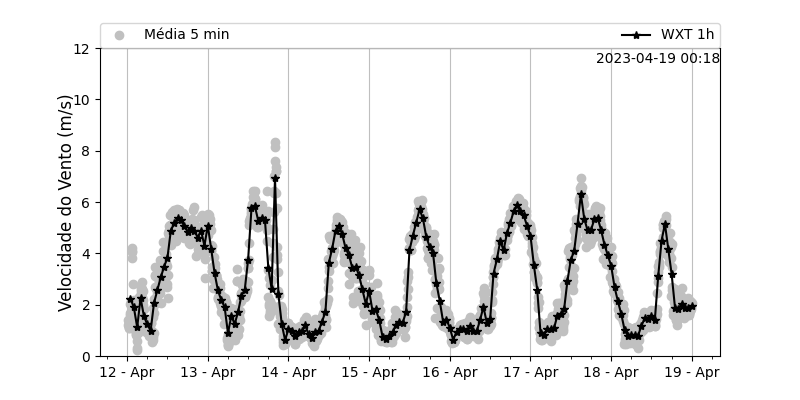 Média 5 min
WXT 1h
2023-04-19 00:18
Velocidade do Vento (m/s)
12
10
8
6
4
2
0
12 - Apr
13 - Apr
14 - Apr
15 - Apr
16 - Apr
17 - Apr
18 - Apr
19 - Apr